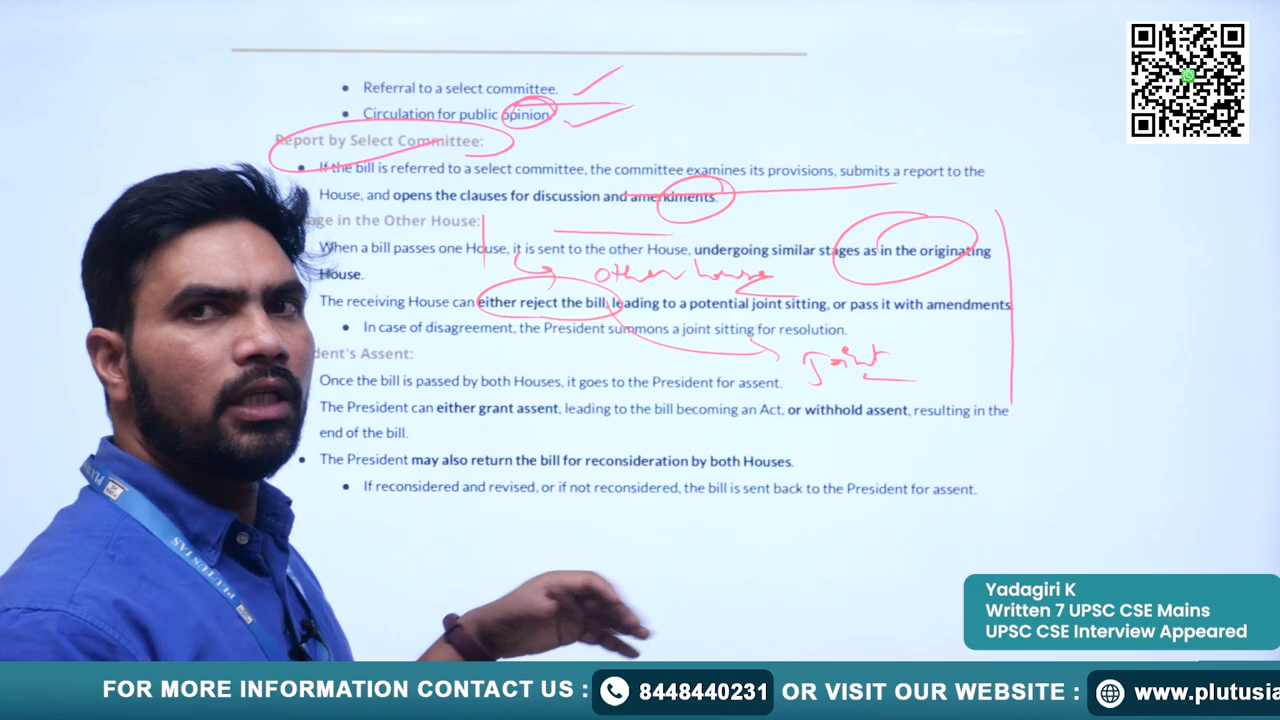 Referral to a select committee.
Circulation for public opinion.
Report by Select Committee:
If the bill is referred to a select committee, the committee examines its provisions, submits a report to the
House, and opens the clauses for discussion and amendments.
age in the Other House:
When a bill passes one House, it is sent to the other House, undergoing similar stages as in the originating
House.
other house
The receiving House can either reject the bill, leading to a potential joint sitting, or pass it with amendments.
In case of disagreement, the President summons a joint sitting for resolution.
dent's Assent:
Joint
Once the bill is passed by both Houses, it goes to the President for assent.
The President can either grant assent, leading to the bill becoming an Act, or withhold assent, resulting in the
end of the bill.
The President may also return the bill for reconsideration by both Houses.
If reconsidered and revised, or if not reconsidered, the bill is sent back to the President for assent.
PLUTUS IAS
PLUTUS
Yadagiri K
Written 7 UPSC CSE Mains
UPSC CSE Interview Appeared
FOR MORE INFORMATION CONTACT US : 8448440231 OR VISIT OUR WEBSITE : www.plutusia